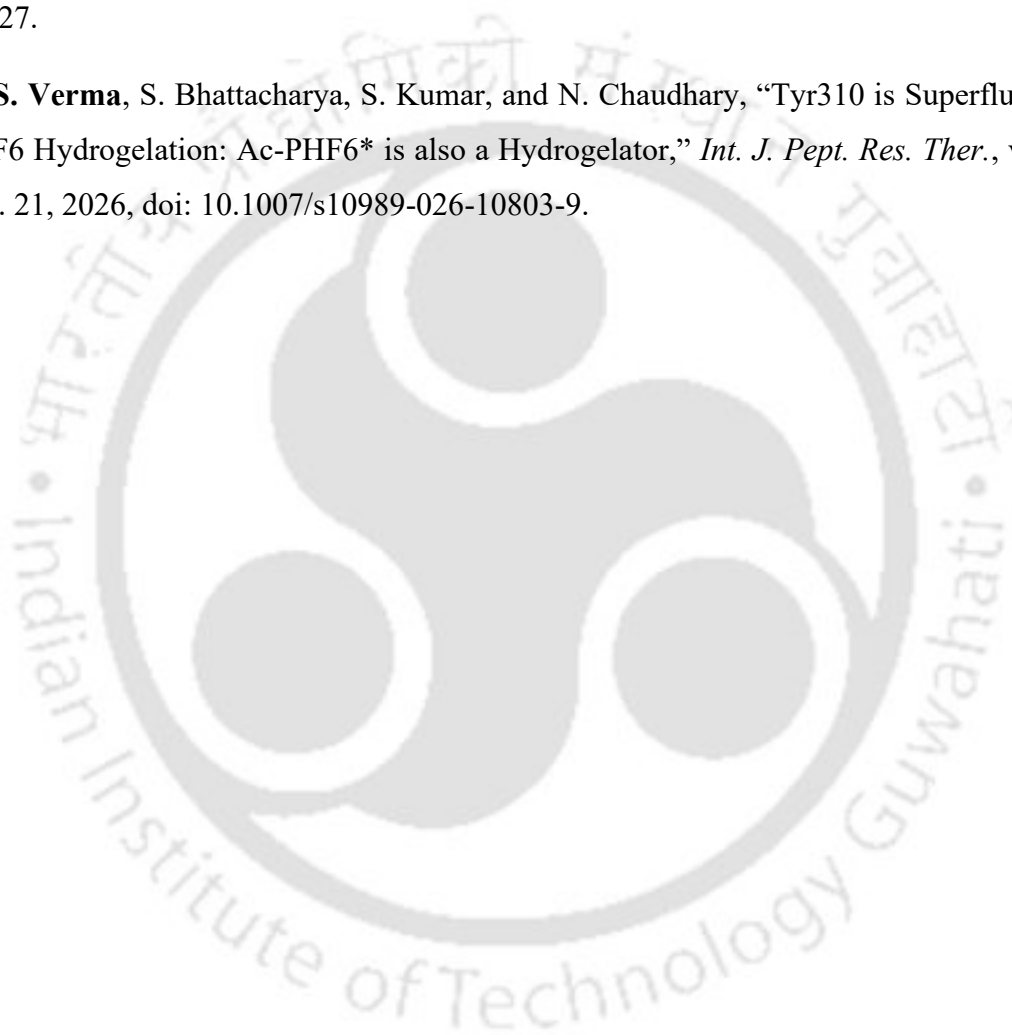 27.
S. Verma, S. Bhattacharya, S. Kumar, and N. Chaudhary, “Tyr310 is Superflu
F6 Hydrogelation: Ac-PHF6* is also a Hydrogelator,” Int. J. Pept. Res. Ther.,
. 21, 2026, doi: 10.1007/s10989-026-10803-9.
भारतीय प्रौद्योगिकी संस्थान गुवाहाटी
• Indian Institute of Technology Guwahati •